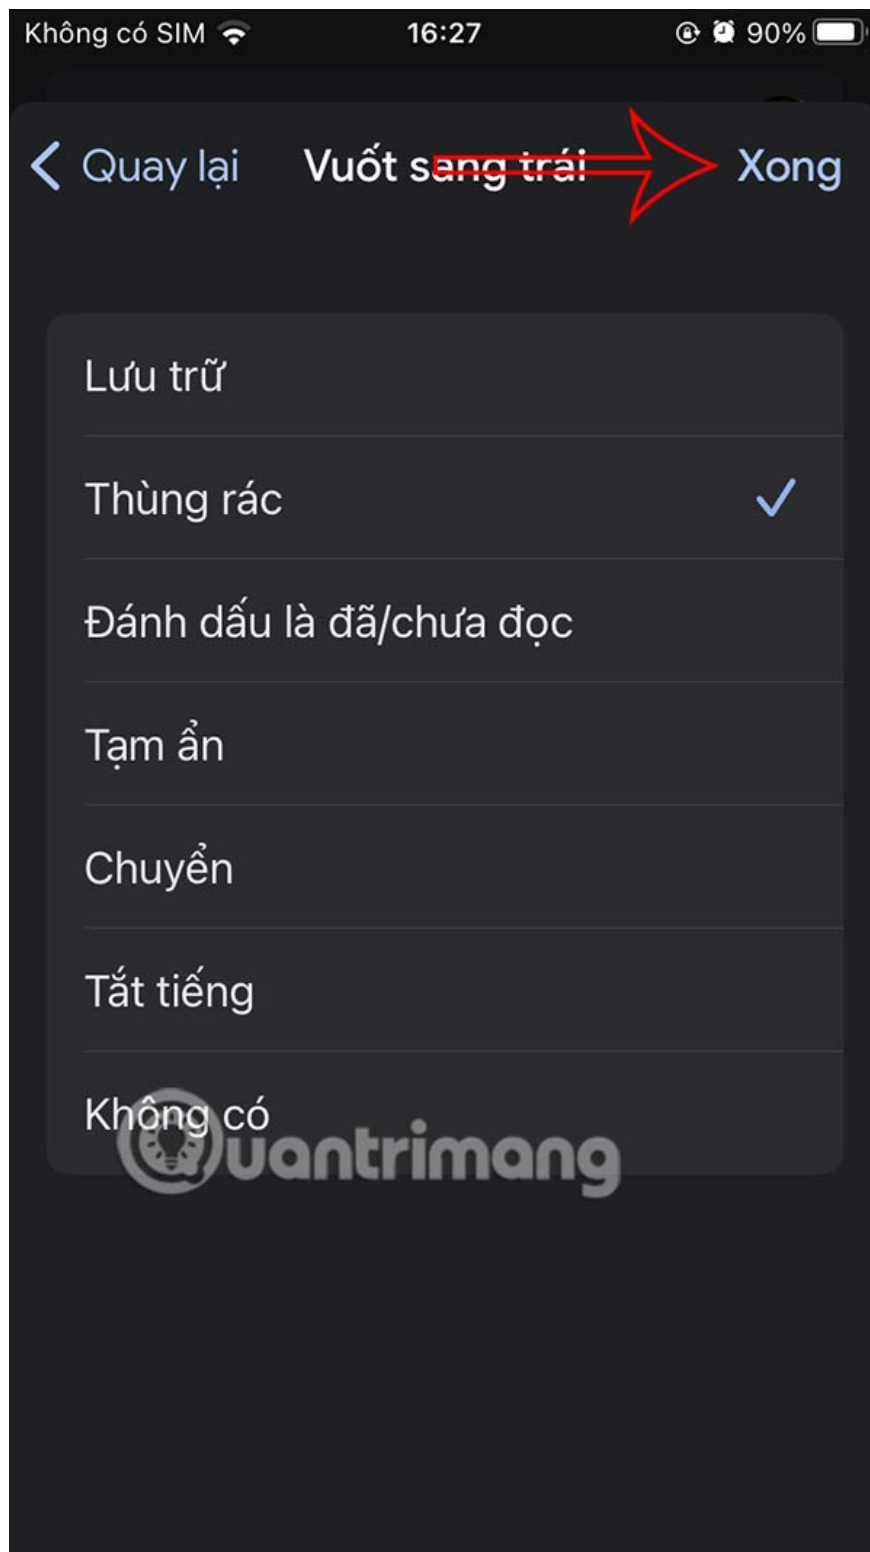 Không có SIM 16:27 90%
Quay lại Vuốt sang trái Xong
Lưu trữ
Thùng rác
Đánh dấu là đã/chưa đọc
Tạm ẩn
Chuyển
Tắt tiếng
Không có
Quantrimang